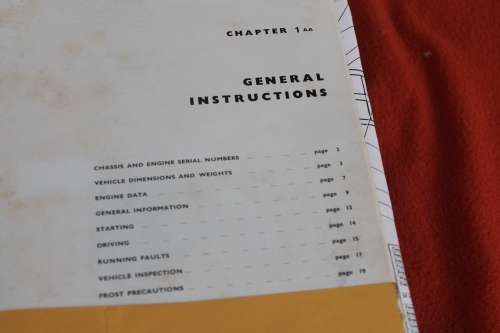 CHAPTER 1 AA
GENERAL
INSTRUCTIONS
CHASSIS AND ENGINE SERIAL NUMBERS page 2
VEHICLE DIMENSIONS AND WEIGHTS page 3
ENGINE DATA page 7
GENERAL INFORMATION page 9
STARTING page 13
DRIVING page 14
RUNNING FAULTS page 15
VEHICLE INSPECTION page 17
FROST PRECAUTIONS page 19